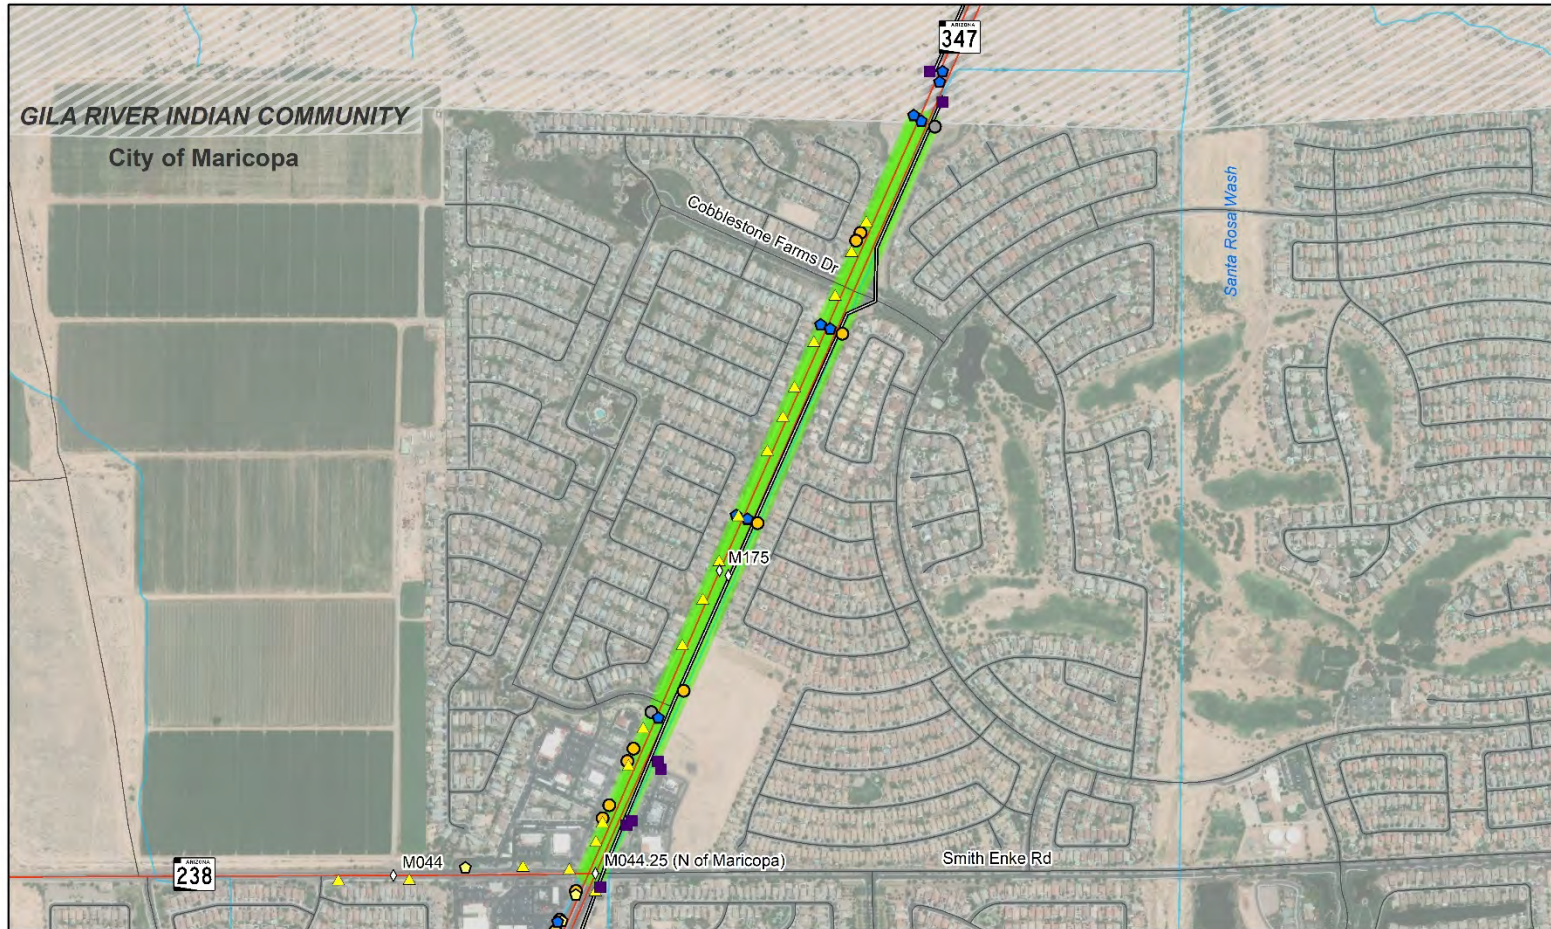 ARIZONA
347
GILA RIVER INDIAN COMMUNITY
City of Maricopa
Santa Rosa Wash
Cobblestone Farms Dr
M175
M044
M044.25 (N of Maricopa)
Smith Enke Rd
ARIZONA
238